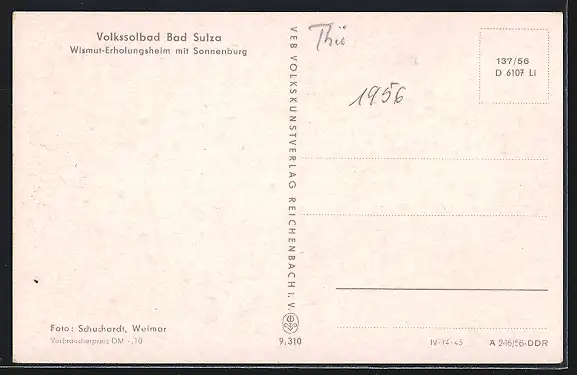 Volkssolbad Bad Sulza
Wismut-Erholungsheim mit Sonnenburg
VEB VOLKSKUNSTVERLAG REICHENBACH i. V.
Thü
1956
137/56
D 6107 Li
Foto: Schuchardt, Weimar
Verbraucherpreis DM -.10
9,310
IV-14-45
A 246/56-DDR